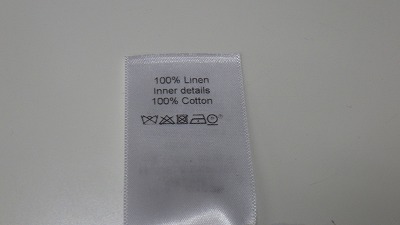 100% Linen
Inner details
100% Cotton